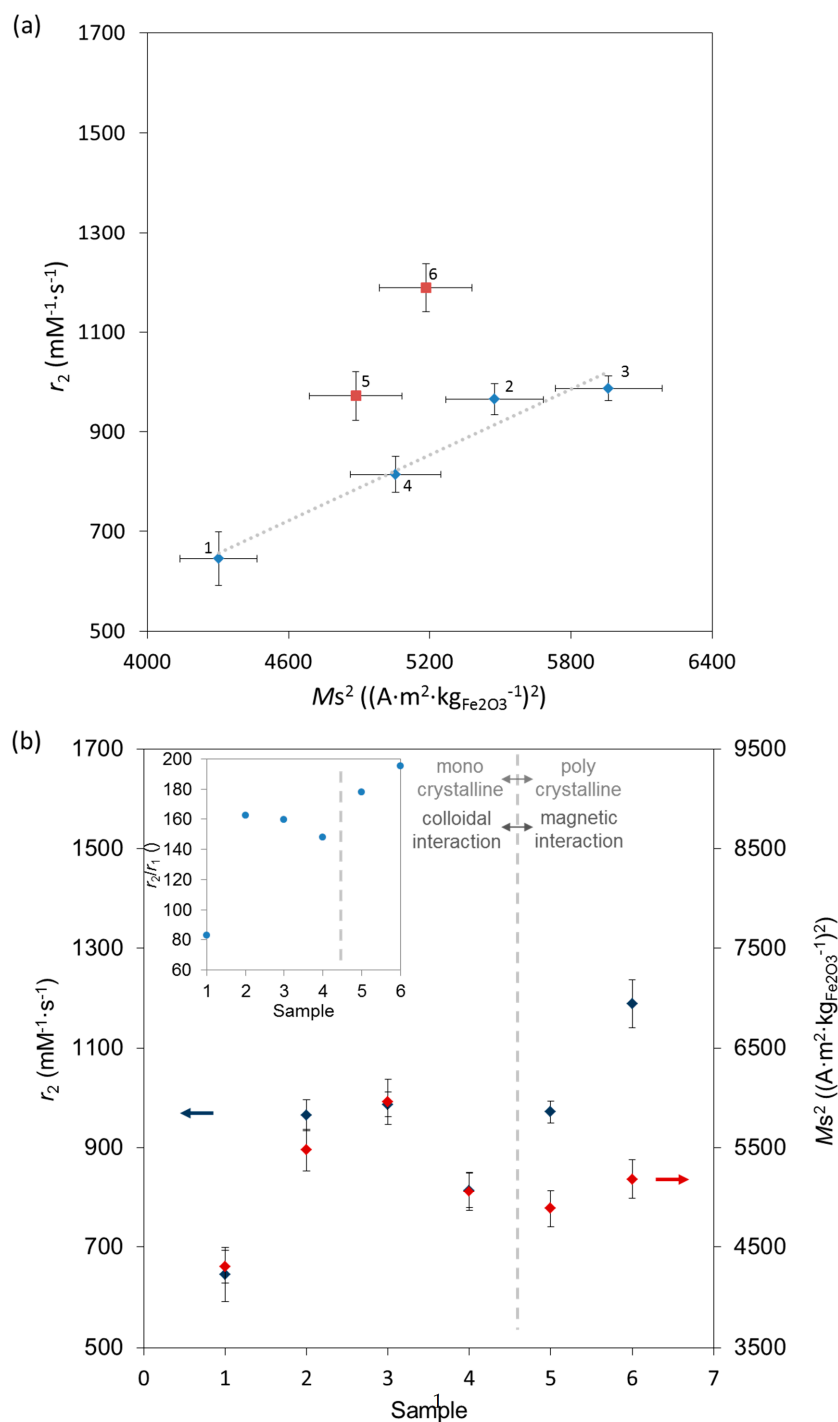 (a)
1700
1500
1300
1100
900
700
500
r₂ (mM⁻¹·s⁻¹)
6
5
2
3
4
1
4000
4600
5200
5800
6400
Ms² ((A·m²·kg_Fe2O3⁻¹)²)
(b)
1700
1500
1300
1100
900
700
500
r₂ (mM⁻¹·s⁻¹)
200
180
160
140
120
100
80
60
r₂/r₁ ()
1 2 3 4 5 6
Sample
mono crystalline
poly crystalline
colloidal interaction
magnetic interaction
9500
8500
7500
6500
5500
4500
3500
Ms² ((A·m²·kg_Fe2O3⁻¹)²)
0 1 2 3 4 5 6 7
1
Sample